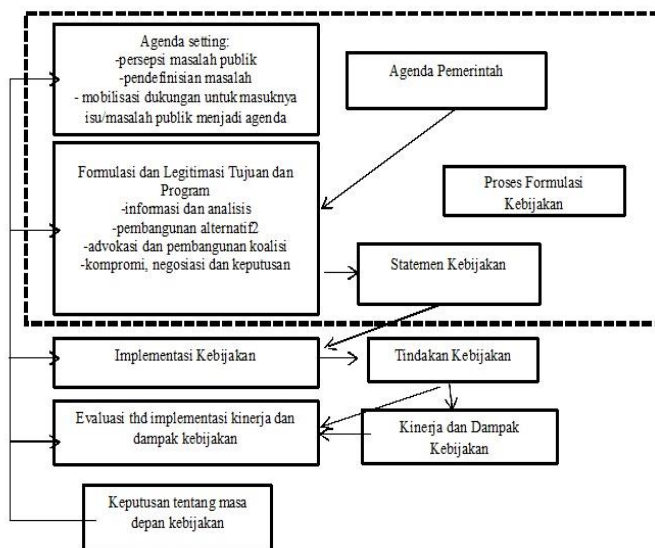 Agenda setting:
-persepsi masalah publik
-pendefinisian masalah
- mobilisasi dukungan untuk masuknya
isu/masalah publik menjadi agenda
Agenda Pemerintah
Formulasi dan Legitimasi Tujuan dan
Program
-informasi dan analisis
-pembangunan alternatif2
-advokasi dan pembangunan koalisi
-kompromi, negosiasi dan keputusan
Proses Formulasi
Kebijakan
Statemen Kebijakan
Implementasi Kebijakan
Tindakan Kebijakan
Evaluasi thd implementasi kinerja dan
dampak kebijakan
Kinerja dan Dampak
Kebijakan
Keputusan tentang masa
depan kebijakan